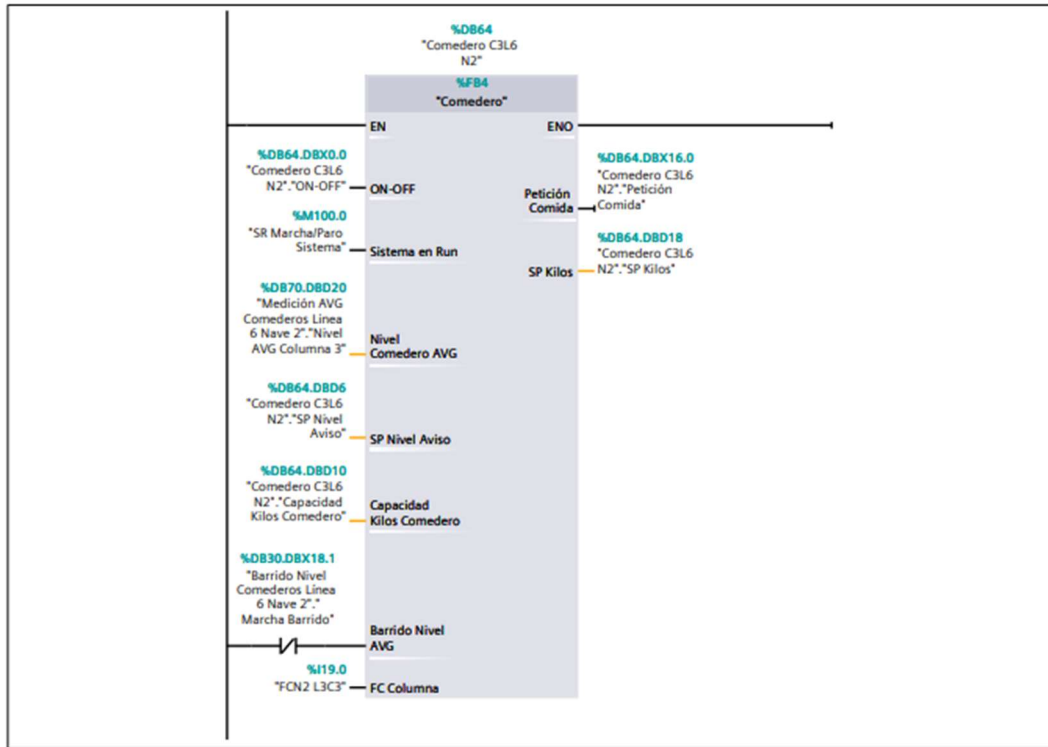 %DB64
"Comedero C3L6
N2"
%FB4
"Comedero"
EN
ENO
%DB64.DBX0.0
"Comedero C3L6
N2"."ON-OFF"
ON-OFF
%DB64.DBX16.0
"Comedero C3L6
N2"."Petición
Comida"
Petición
Comida
%M100.0
"SR Marcha/Paro
Sistema"
Sistema en Run
%DB64.DBD18
"Comedero C3L6
N2"."SP Kilos"
SP Kilos
%DB70.DBD20
"Medición AVG
Comederos Linea
6 Nave 2"."Nivel
AVG Columna 3"
Nivel
Comedero AVG
%DB64.DBD6
"Comedero C3L6
N2"."SP Nivel
Aviso"
SP Nivel Aviso
%DB64.DBD10
"Comedero C3L6
N2"."Capacidad
Kilos Comedero"
Capacidad
Kilos Comedero
%DB30.DBX18.1
"Barrido Nivel
Comederos Línea
6 Nave 2"."
Marcha Barrido"
Barrido Nivel
AVG
%I19.0
"FCN2 L3C3"
FC Columna